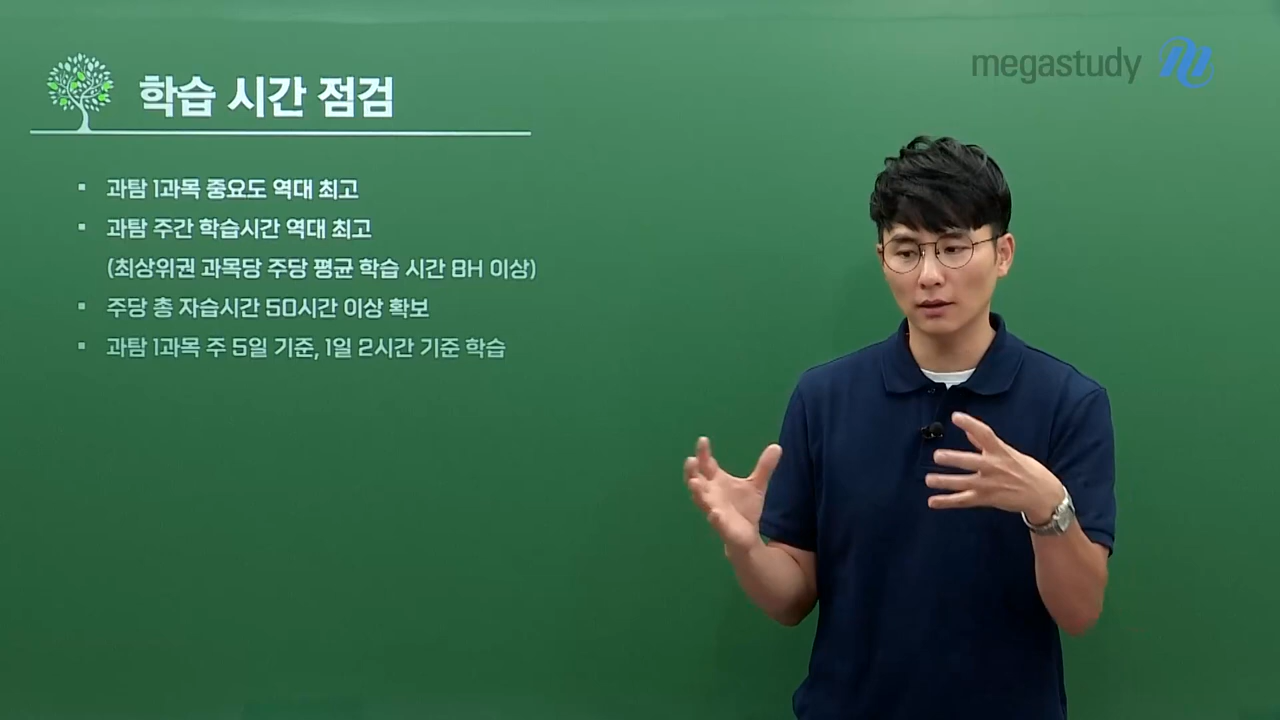 megastudy
학습 시간 점검
▪ 과탐 1과목 중요도 역대 최고
▪ 과탐 주간 학습시간 역대 최고
(최상위권 과목당 주당 평균 학습 시간 8H 이상)
▪ 주당 총 자습시간 50시간 이상 확보
▪ 과탐 1과목 주 5일 기준, 1일 2시간 기준 학습